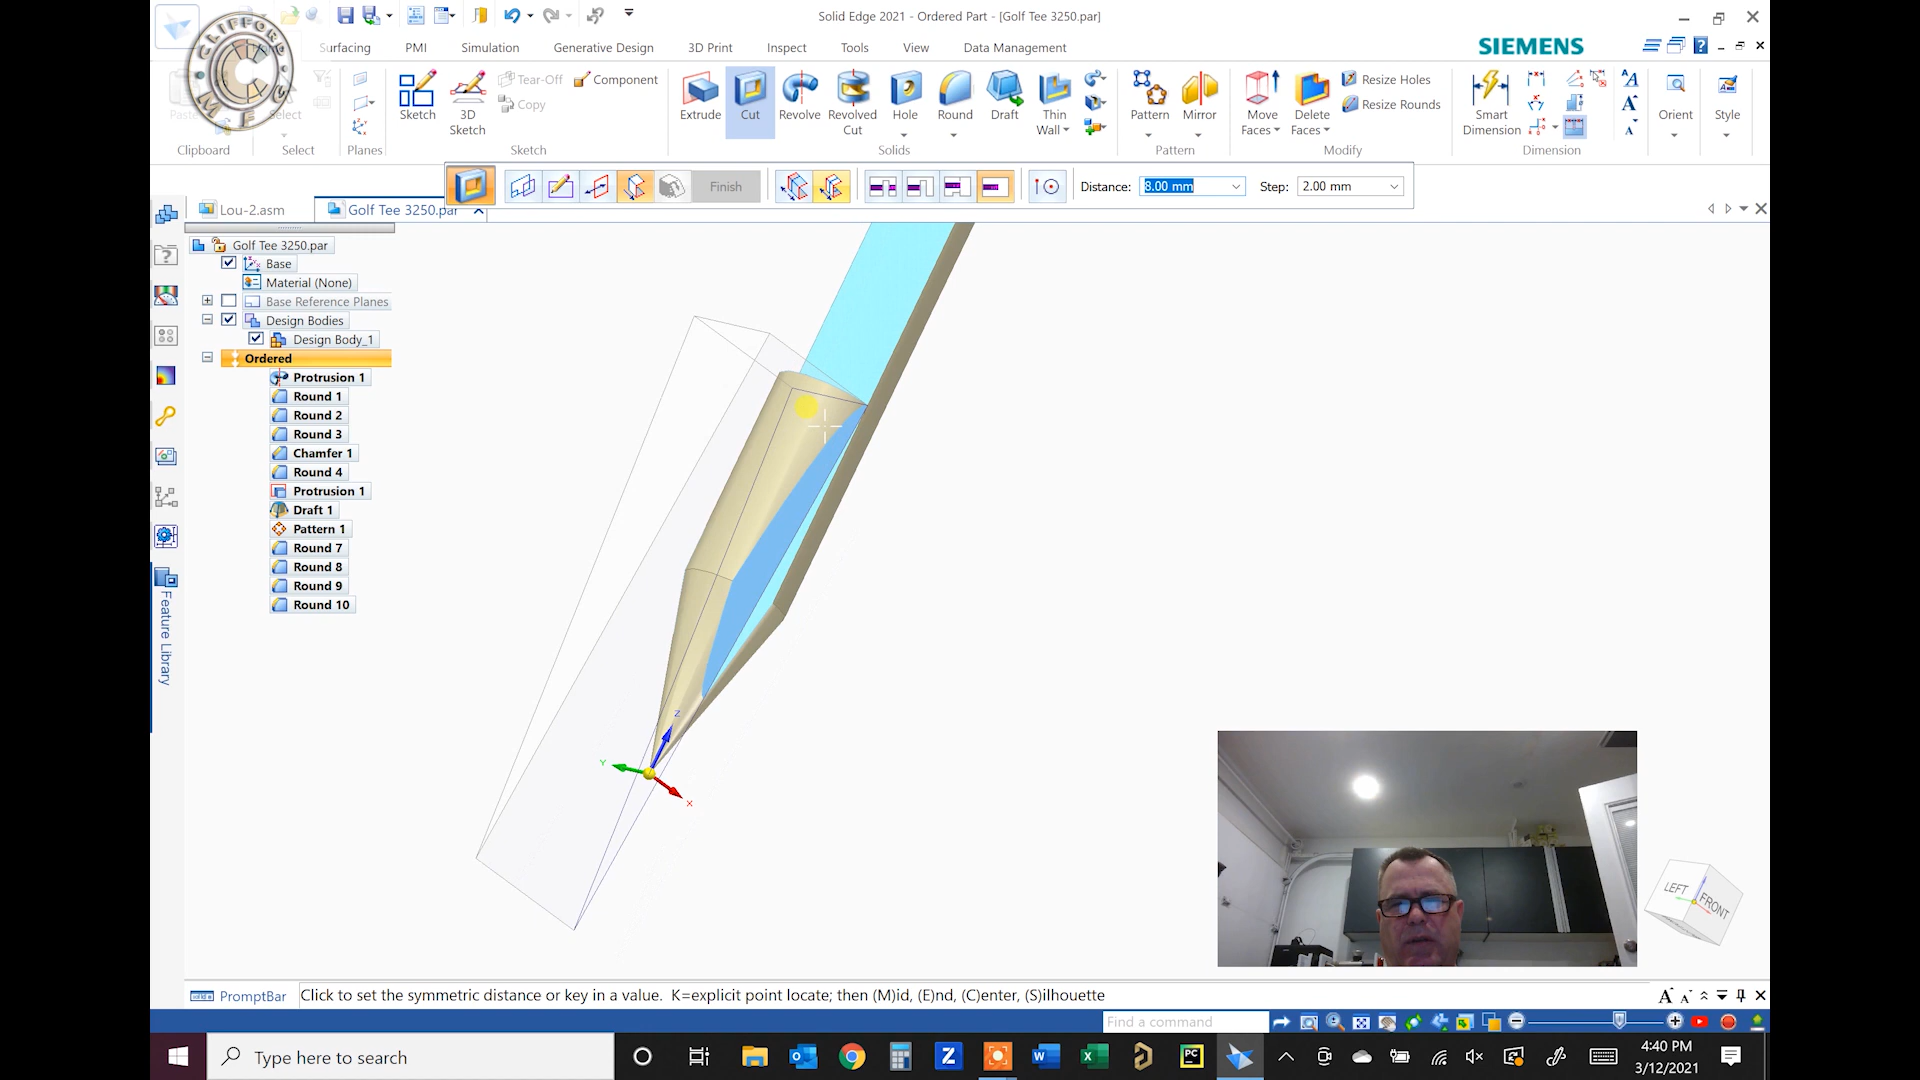 Solid Edge 2021 - Ordered Part - [Golf Tee 3250.par]
Surfacing PMI Simulation Generative Design 3D Print Inspect Tools View Data Management
SIEMENS
CLIFFORD
MFG
Paste
Select
Sketch
3D Sketch
Tear-Off
Component
Copy
Extrude
Cut
Revolve
Revolved Cut
Hole
Round
Draft
Thin Wall
Pattern
Mirror
Move Faces
Delete Faces
Resize Holes
Resize Rounds
Smart Dimension
Orient
Style
Clipboard Select Planes Sketch Solids Pattern Modify Dimension
Finish
Distance: 8.00 mm Step: 2.00 mm
Lou-2.asm
Golf Tee 3250.par
Golf Tee 3250.par
Base
Material (None)
Base Reference Planes
Design Bodies
Design Body_1
Ordered
Protrusion 1
Round 1
Round 2
Round 3
Chamfer 1
Round 4
Protrusion 1
Draft 1
Pattern 1
Round 7
Round 8
Round 9
Round 10
Feature Library
Z
Y
X
LEFT
FRONT
PromptBar
Click to set the symmetric distance or key in a value. K=explicit point locate; then (M)id, (E)nd, (C)enter, (S)ilhouette
Find a command
Type here to search
4:40 PM
3/12/2021